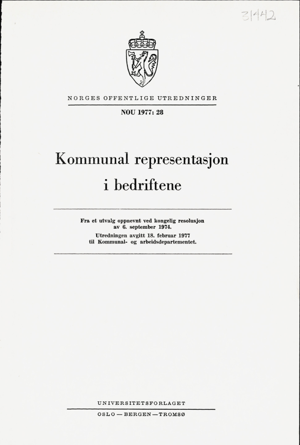 31442
NORGES OFFENTLIGE UTREDNINGER
NOU 1977: 28
Kommunal representasjon
i bedriftene
Fra et utvalg oppnevnt ved kongelig resolusjon
av 6. september 1974.
Utredningen avgitt 18. februar 1977
til Kommunal- og arbeidsdepartementet.
UNIVERSITETSFORLAGET
OSLO — BERGEN — TROMSØ